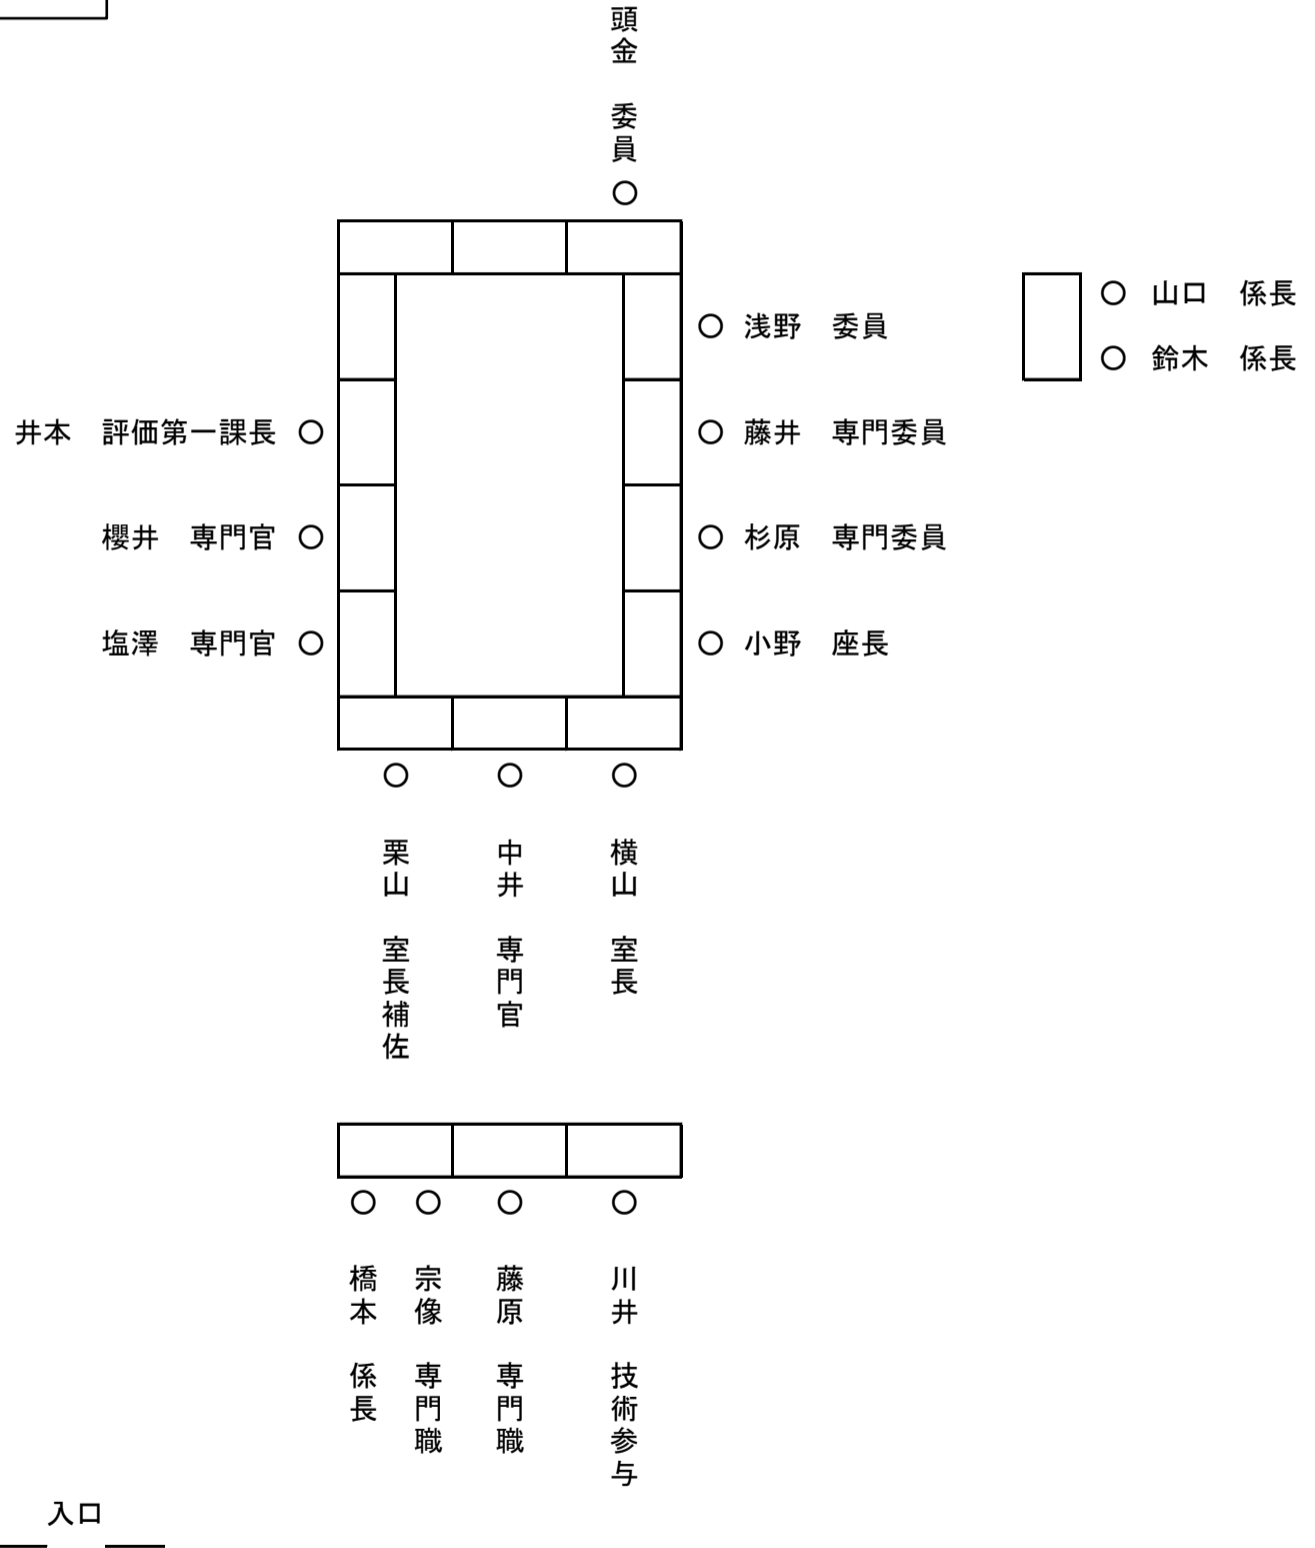 頭金　委員
○
○　山口　係長
○　浅野　委員
○　鈴木　係長
井本　評価第一課長　○
○　藤井　専門委員
櫻井　専門官　○
○　杉原　専門委員
塩澤　専門官　○
○　小野　座長
○　○　○
栗山　室長補佐
中井　専門官
横山　室長
○　○　○　○
橋本　係長
宗像　専門職
藤原　専門職
川井　技術参与
入口